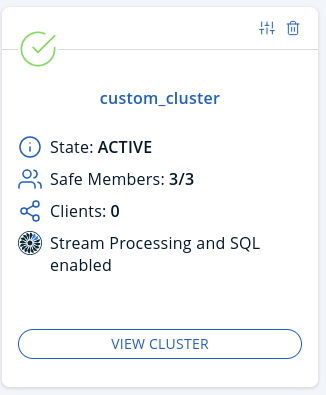 custom_cluster
State: ACTIVE
Safe Members: 3/3
Clients: 0
Stream Processing and SQL
enabled
VIEW CLUSTER